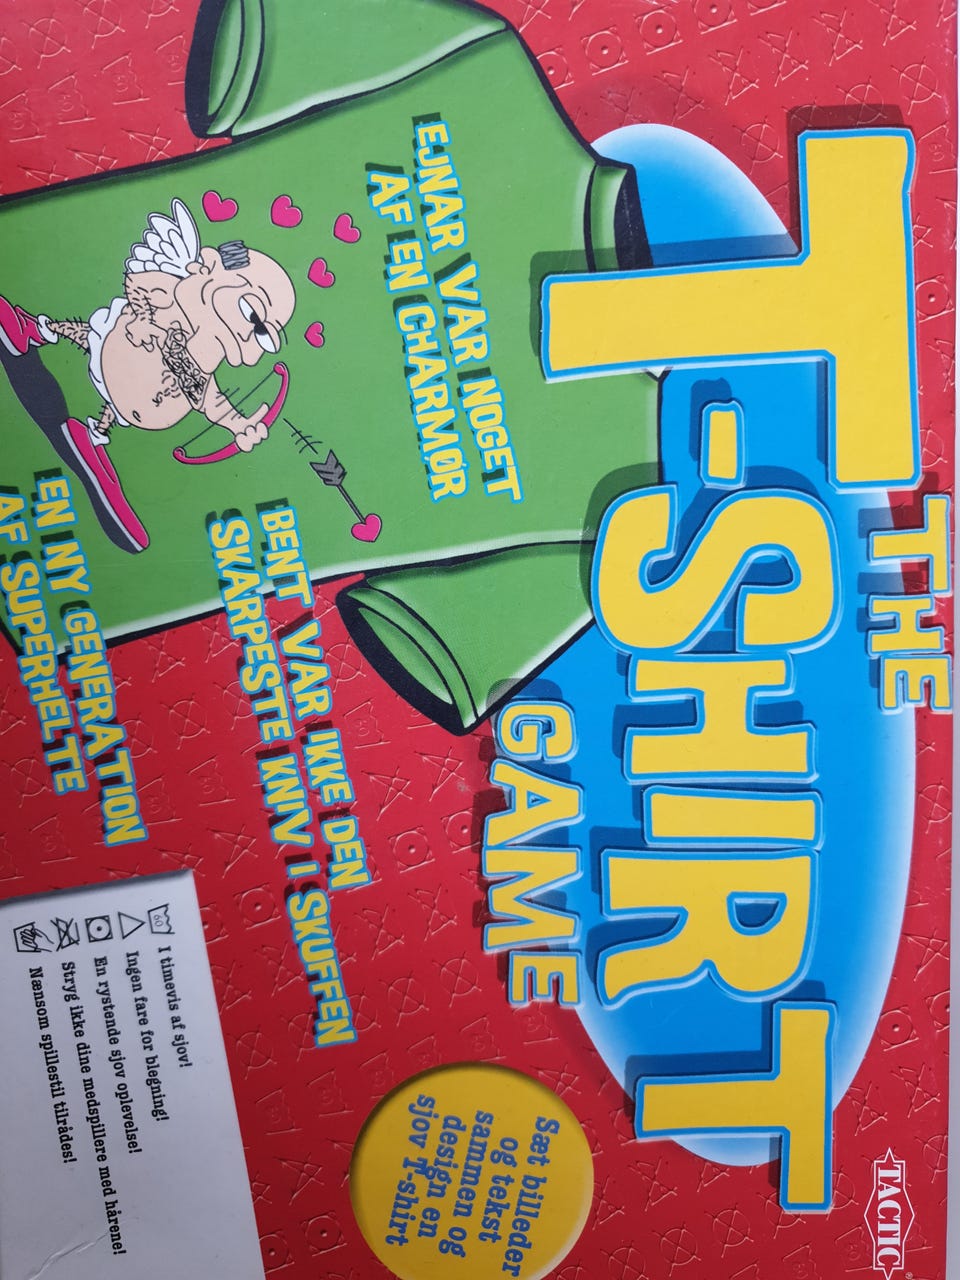 THE
T-SHIRT
GAME
TACTIC
EJNAR VAR NOGET
AF EN CHARMØR
BENT VAR IKKE DEN
SKARPESTE KNIV I SKUFFEN
EN NY GENERATION
AF SUPERHELTE
Sæt billeder
og tekst
sammen og
design en
sjov T-shirt
60 I timevis af sjov!
Ingen fare for blegning!
En rystende sjov oplevelse!
Stryg ikke dine medspillere med hårene!
Nænsom spillestil tilrådes!